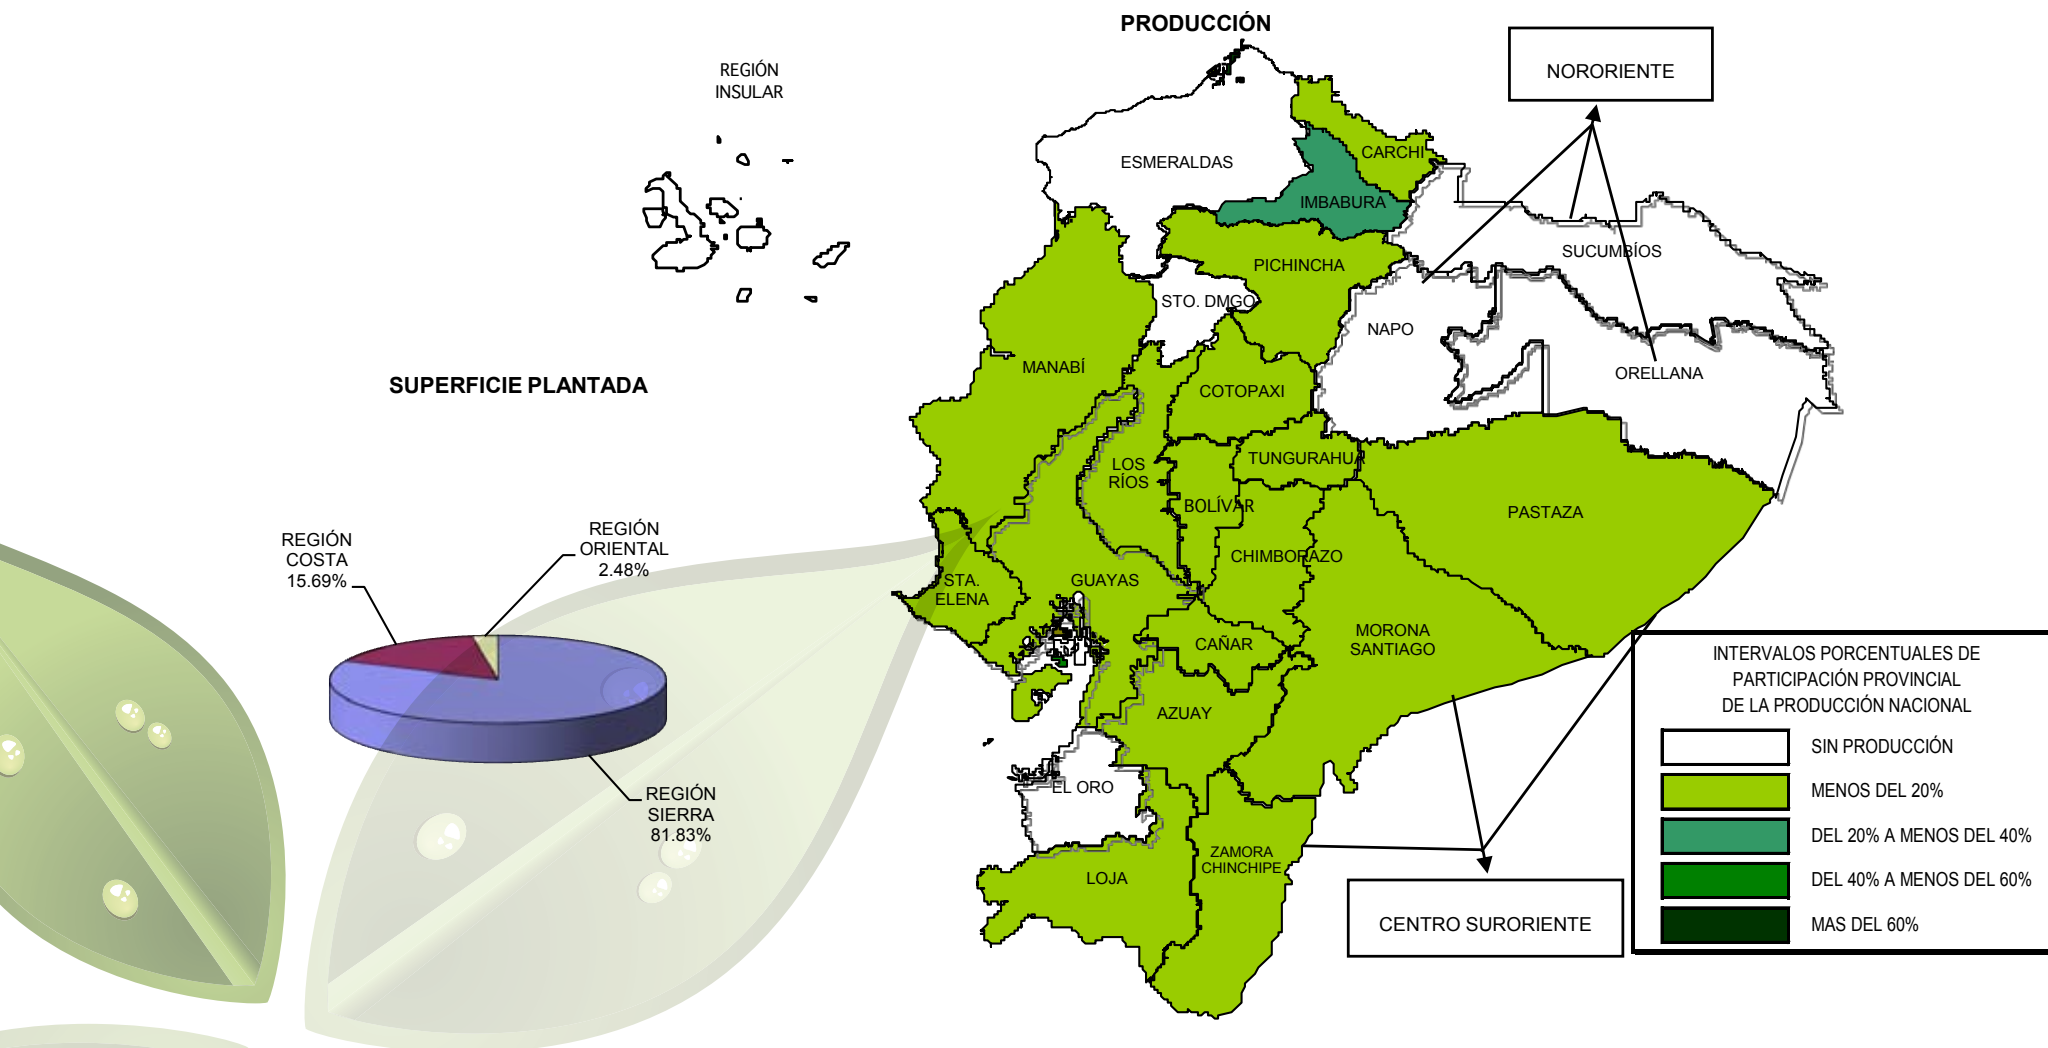 PRODUCCIÓN
REGIÓN
INSULAR
NORORIENTE
ESMERALDAS
CARCHI
IMBABURA
SUCUMBÍOS
PICHINCHA
STO. DMGO
NAPO
MANABÍ
ORELLANA
COTOPAXI
TUNGURAHUA
LOS
RÍOS
BOLÍVAR
PASTAZA
CHIMBORAZO
STA.
ELENA
GUAYAS
CAÑAR
MORONA
SANTIAGO
AZUAY
EL ORO
ZAMORA
CHINCHIPE
LOJA
CENTRO SURORIENTE
SUPERFICIE PLANTADA
REGIÓN
COSTA
15.69%
REGIÓN
ORIENTAL
2.48%
REGIÓN
SIERRA
81.83%
INTERVALOS PORCENTUALES DE
PARTICIPACIÓN PROVINCIAL
DE LA PRODUCCIÓN NACIONAL
SIN PRODUCCIÓN
MENOS DEL 20%
DEL 20% A MENOS DEL 40%
DEL 40% A MENOS DEL 60%
MAS DEL 60%